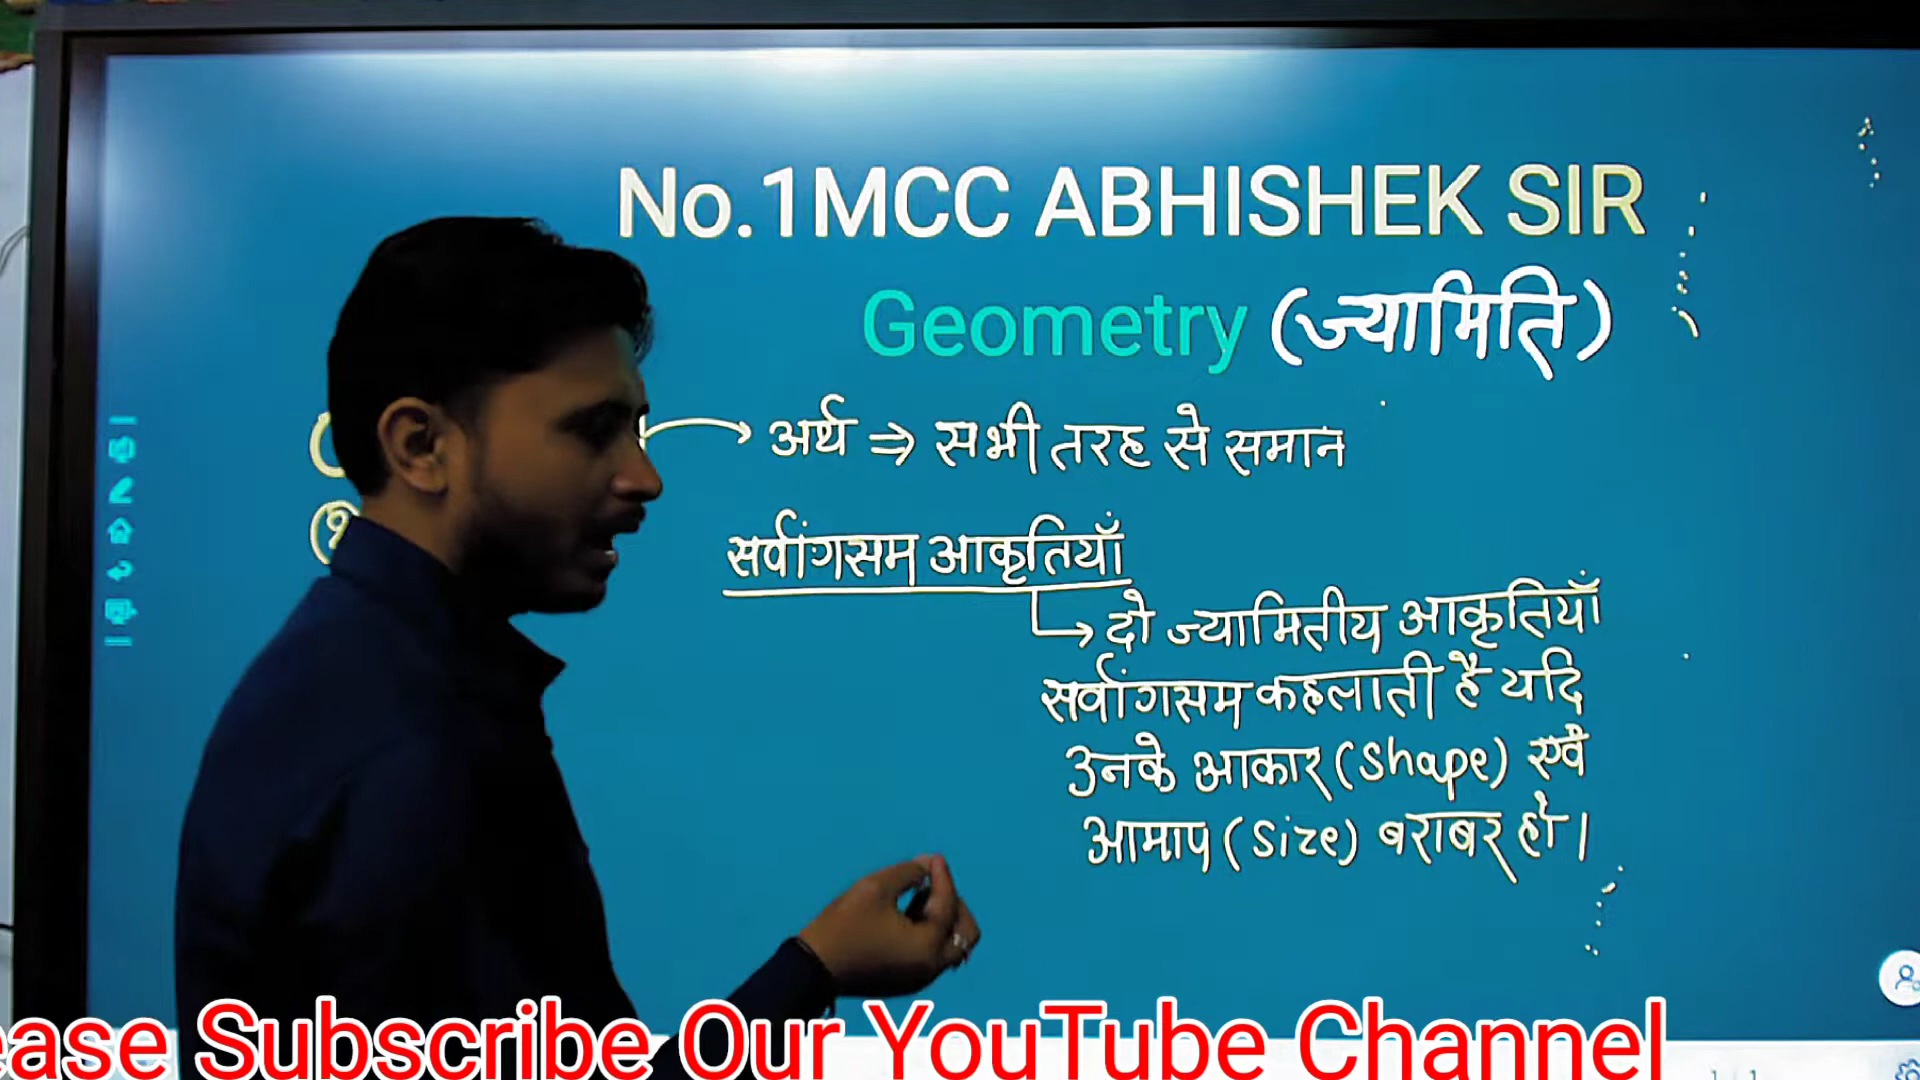 No.1MCC ABHISHEK SIR
Geometry (ज्यामिति)
अर्थ ⇒ सभी तरह से समान
सर्वांगसम आकृतियाँ
→ दो ज्यामितीय आकृतियाँ
सर्वांगसम कहलाती है यदि
उनके आकार (Shape) एवं
आमाप (Size) बराबर हो।
ease Subscribe Our YouTube Channel